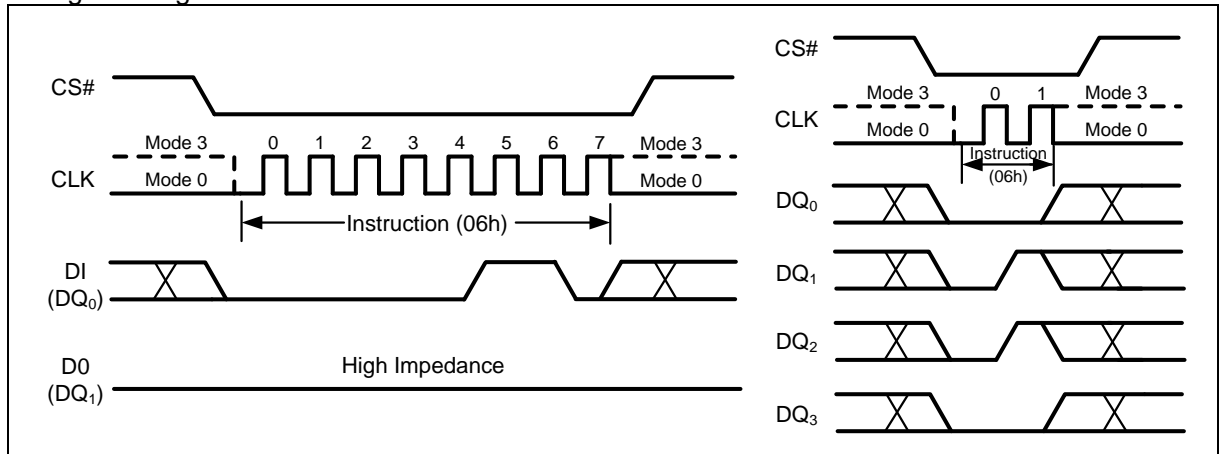 CS#
Mode 3 0 1 2 3 4 5 6 7 Mode 3
CLK Mode 0 Mode 0
Instruction (06h)
DI
(DQ0)
D0 High Impedance
(DQ1)
CS#
Mode 3 0 1 Mode 3
CLK
Mode 0 Mode 0
Instruction
(06h)
DQ0
DQ1
DQ2
DQ3